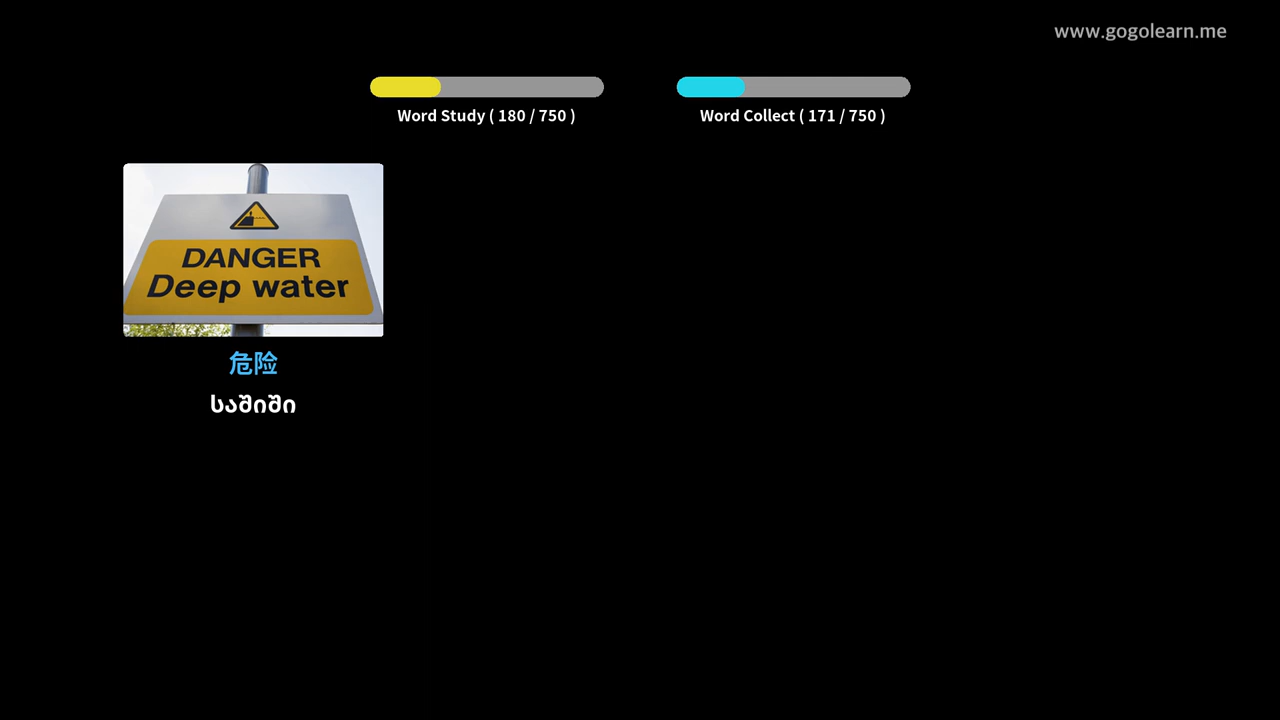 www.gogolearn.me
Word Study ( 180 / 750 )
Word Collect ( 171 / 750 )
DANGER
Deep water
危险
საშიში